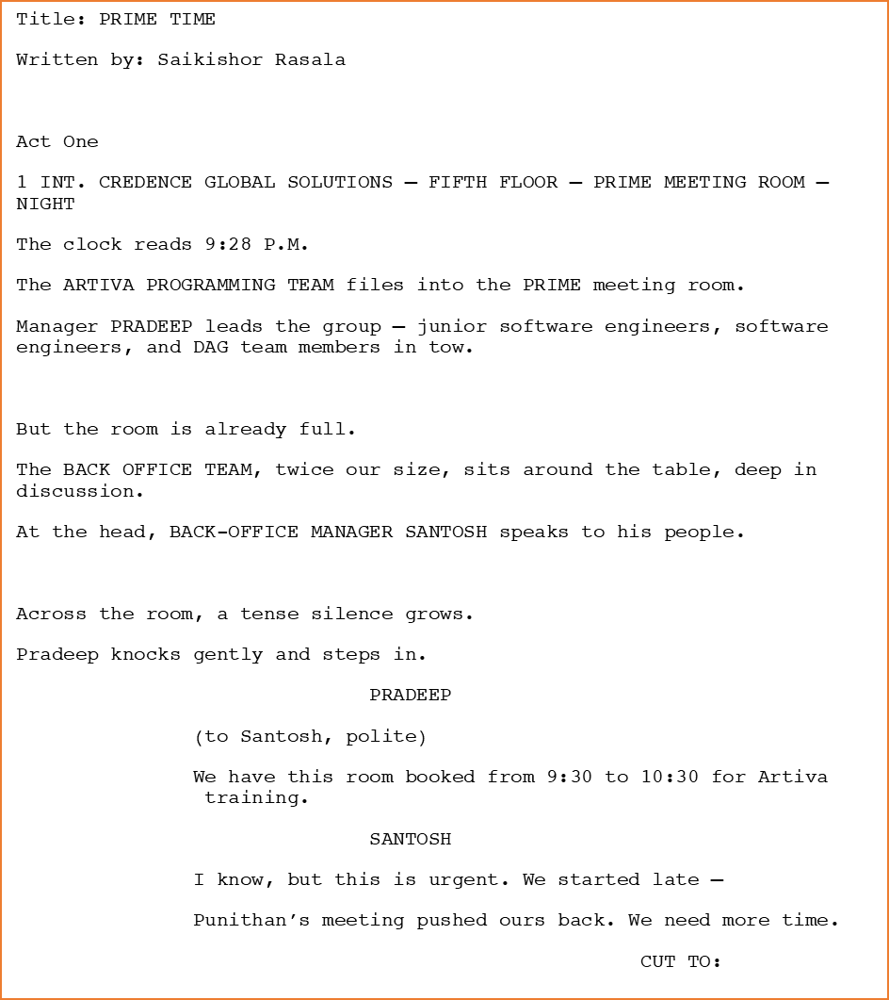 Title: PRIME TIME
Written by: Saikishor Rasala
Act One
1 INT. CREDENCE GLOBAL SOLUTIONS — FIFTH FLOOR — PRIME MEETING ROOM —
NIGHT
The clock reads 9:28 P.M.
The ARTIVA PROGRAMMING TEAM files into the PRIME meeting room.
Manager PRADEEP leads the group — junior software engineers, software
engineers, and DAG team members in tow.
But the room is already full.
The BACK OFFICE TEAM, twice our size, sits around the table, deep in
discussion.
At the head, BACK-OFFICE MANAGER SANTOSH speaks to his people.
Across the room, a tense silence grows.
Pradeep knocks gently and steps in.
PRADEEP
(to Santosh, polite)
We have this room booked from 9:30 to 10:30 for Artiva
training.
SANTOSH
I know, but this is urgent. We started late —
Punithan’s meeting pushed ours back. We need more time.
CUT TO: